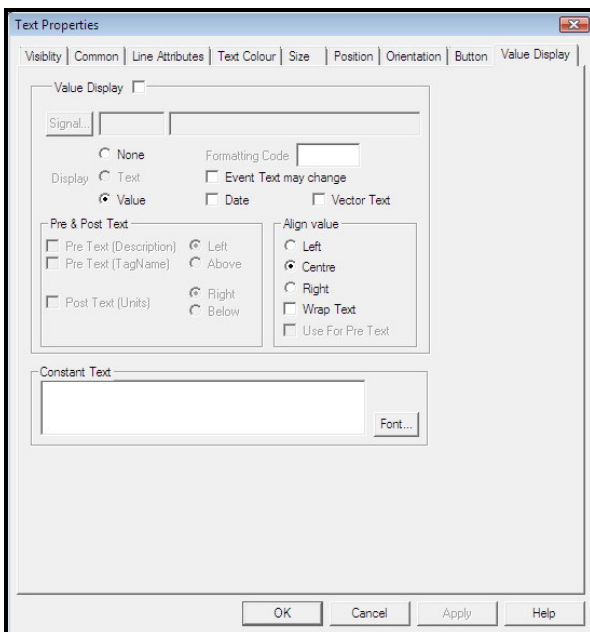 Text Properties
Visiblity Common Line Attributes Text Colour Size Position Orientation Button Value Display
Value Display
Signal...
None Formatting Code
Display Text Event Text may change
Value Date Vector Text
Pre & Post Text Align value
Pre Text (Description) Left Left
Pre Text (TagName) Above Centre
Right Right
Post Text (Units) Below Wrap Text
Use For Pre Text
Constant Text
Font...
OK Cancel Apply Help